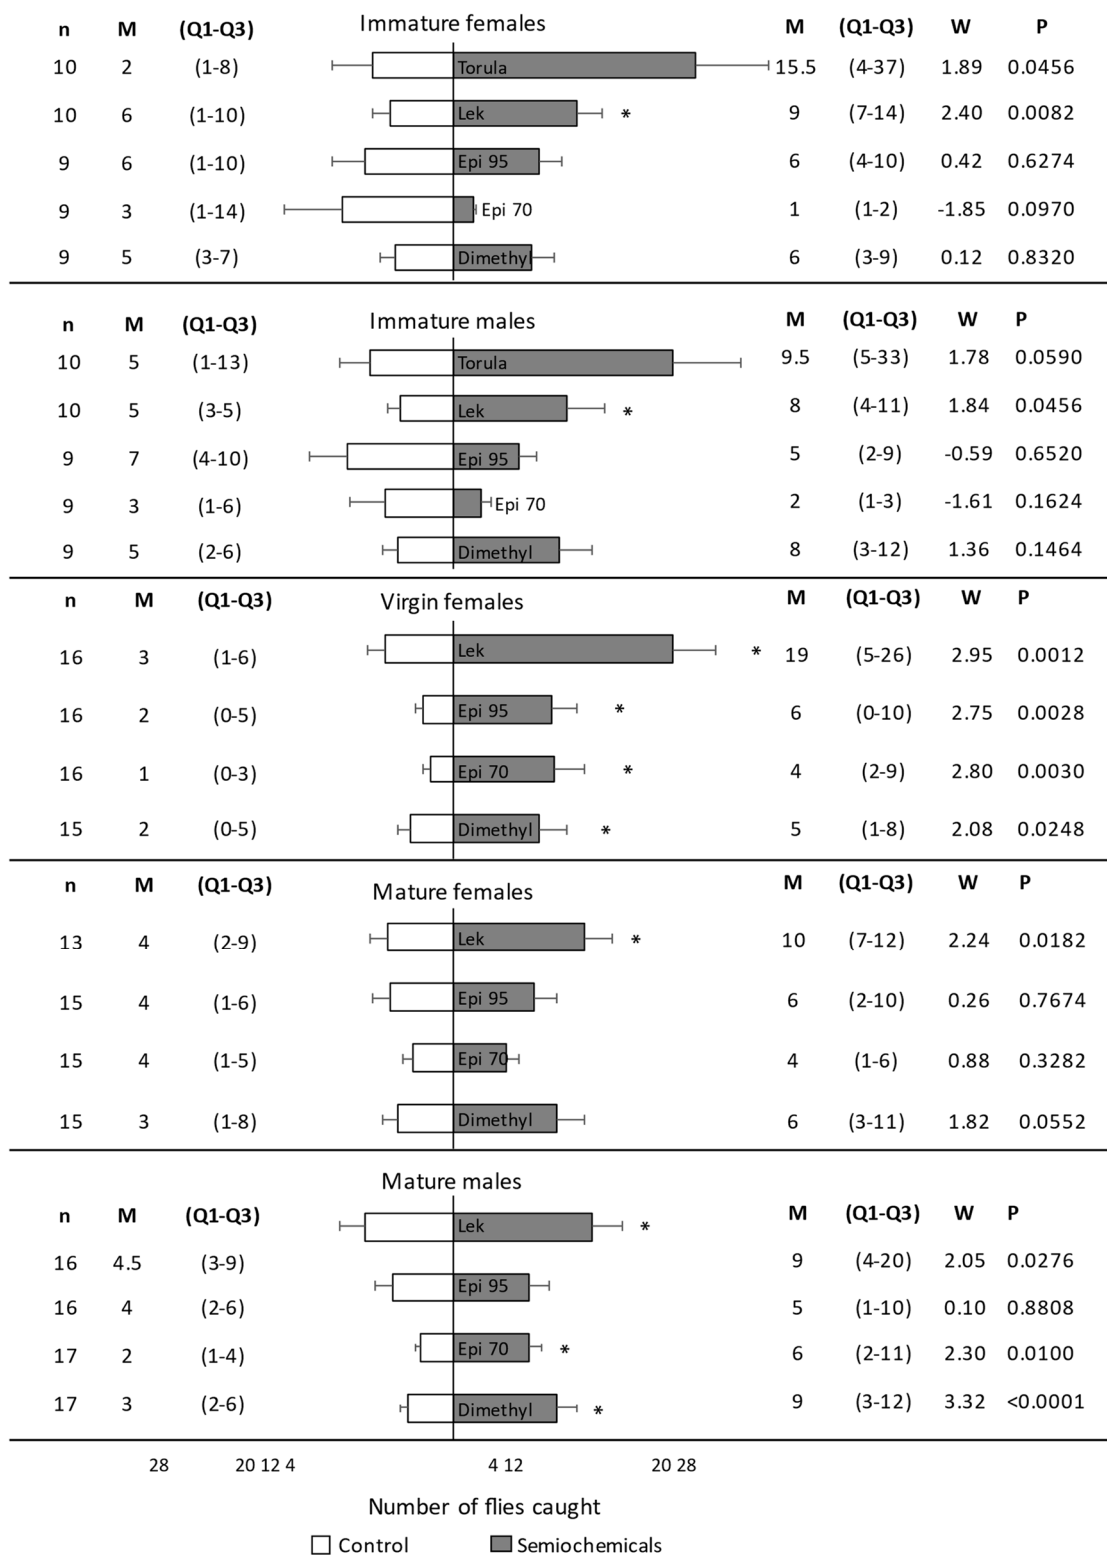 Immature females
n M (Q1-Q3) M (Q1-Q3) W P
10 2 (1-8) Torula 15.5 (4-37) 1.89 0.0456
10 6 (1-10) Lek * 9 (7-14) 2.40 0.0082
9 6 (1-10) Epi 95 6 (4-10) 0.42 0.6274
9 3 (1-14) Epi 70 1 (1-2) -1.85 0.0970
9 5 (3-7) Dimethyl 6 (3-9) 0.12 0.8320
Immature males
n M (Q1-Q3) M (Q1-Q3) W P
10 5 (1-13) Torula 9.5 (5-33) 1.78 0.0590
10 5 (3-5) Lek * 8 (4-11) 1.84 0.0456
9 7 (4-10) Epi 95 5 (2-9) -0.59 0.6520
9 3 (1-6) Epi 70 2 (1-3) -1.61 0.1624
9 5 (2-6) Dimethyl 8 (3-12) 1.36 0.1464
Virgin females
n M (Q1-Q3) M (Q1-Q3) W P
16 3 (1-6) Lek * 19 (5-26) 2.95 0.0012
16 2 (0-5) Epi 95 * 6 (0-10) 2.75 0.0028
16 1 (0-3) Epi 70 * 4 (2-9) 2.80 0.0030
15 2 (0-5) Dimethyl * 5 (1-8) 2.08 0.0248
Mature females
n M (Q1-Q3) M (Q1-Q3) W P
13 4 (2-9) Lek * 10 (7-12) 2.24 0.0182
15 4 (1-6) Epi 95 6 (2-10) 0.26 0.7674
15 4 (1-5) Epi 70 4 (1-6) 0.88 0.3282
15 3 (1-8) Dimethyl 6 (3-11) 1.82 0.0552
Mature males
n M (Q1-Q3) M (Q1-Q3) W P
16 4.5 (3-9) Lek * 9 (4-20) 2.05 0.0276
16 4 (2-6) Epi 95 5 (1-10) 0.10 0.8808
17 2 (1-4) Epi 70 * 6 (2-11) 2.30 0.0100
17 3 (2-6) Dimethyl * 9 (3-12) 3.32 <0.0001
28 20 12 4 4 12 20 28
Number of flies caught
Control Semiochemicals